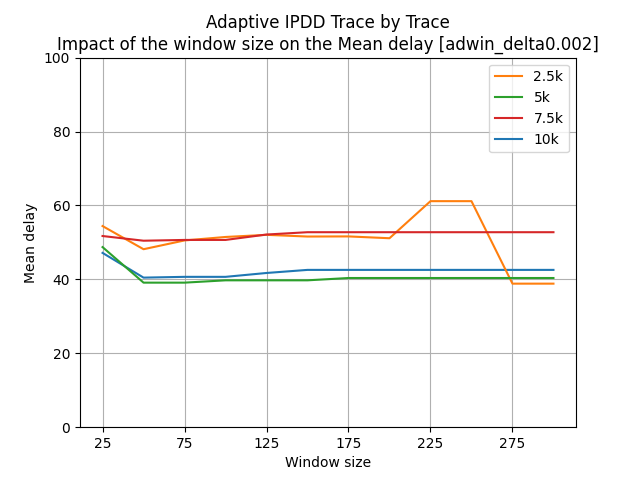 Adaptive IPDD Trace by Trace
Impact of the window size on the Mean delay [adwin_delta0.002]
100
80
60
40
20
0
Mean delay
2.5k
5k
7.5k
10k
25 75 125 175 225 275
Window size